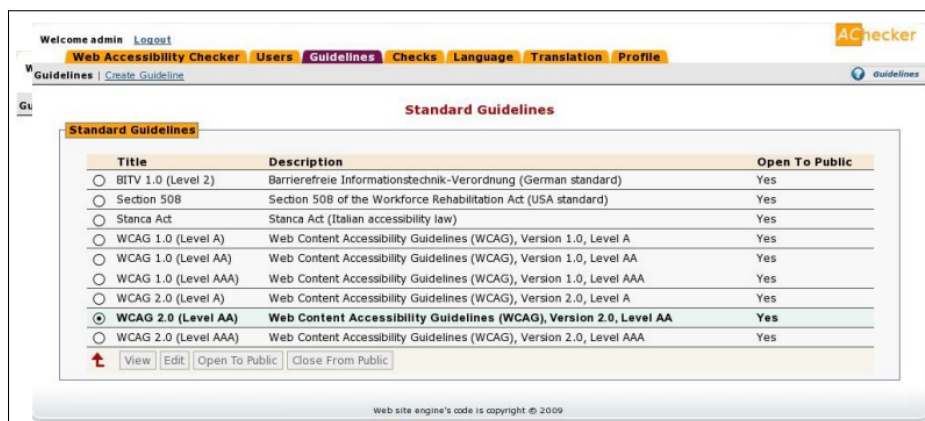 AChecker
Welcome admin Logout
Web Accessibility Checker Users Guidelines Checks Language Translation Profile
W
Guidelines | Create Guideline Guidelines
Gu
Standard Guidelines
Standard Guidelines
Title Description Open To Public
BITV 1.0 (Level 2) Barrierefreie Informationstechnik-Verordnung (German standard) Yes
Section 508 Section 508 of the Workforce Rehabilitation Act (USA standard) Yes
Stanca Act Stanca Act (Italian accessibility law) Yes
WCAG 1.0 (Level A) Web Content Accessibility Guidelines (WCAG), Version 1.0, Level A Yes
WCAG 1.0 (Level AA) Web Content Accessibility Guidelines (WCAG), Version 1.0, Level AA Yes
WCAG 1.0 (Level AAA) Web Content Accessibility Guidelines (WCAG), Version 1.0, Level AAA Yes
WCAG 2.0 (Level A) Web Content Accessibility Guidelines (WCAG), Version 2.0, Level A Yes
WCAG 2.0 (Level AA) Web Content Accessibility Guidelines (WCAG), Version 2.0, Level AA Yes
WCAG 2.0 (Level AAA) Web Content Accessibility Guidelines (WCAG), Version 2.0, Level AAA Yes
View Edit Open To Public Close From Public
Web site engine's code is copyright © 2009